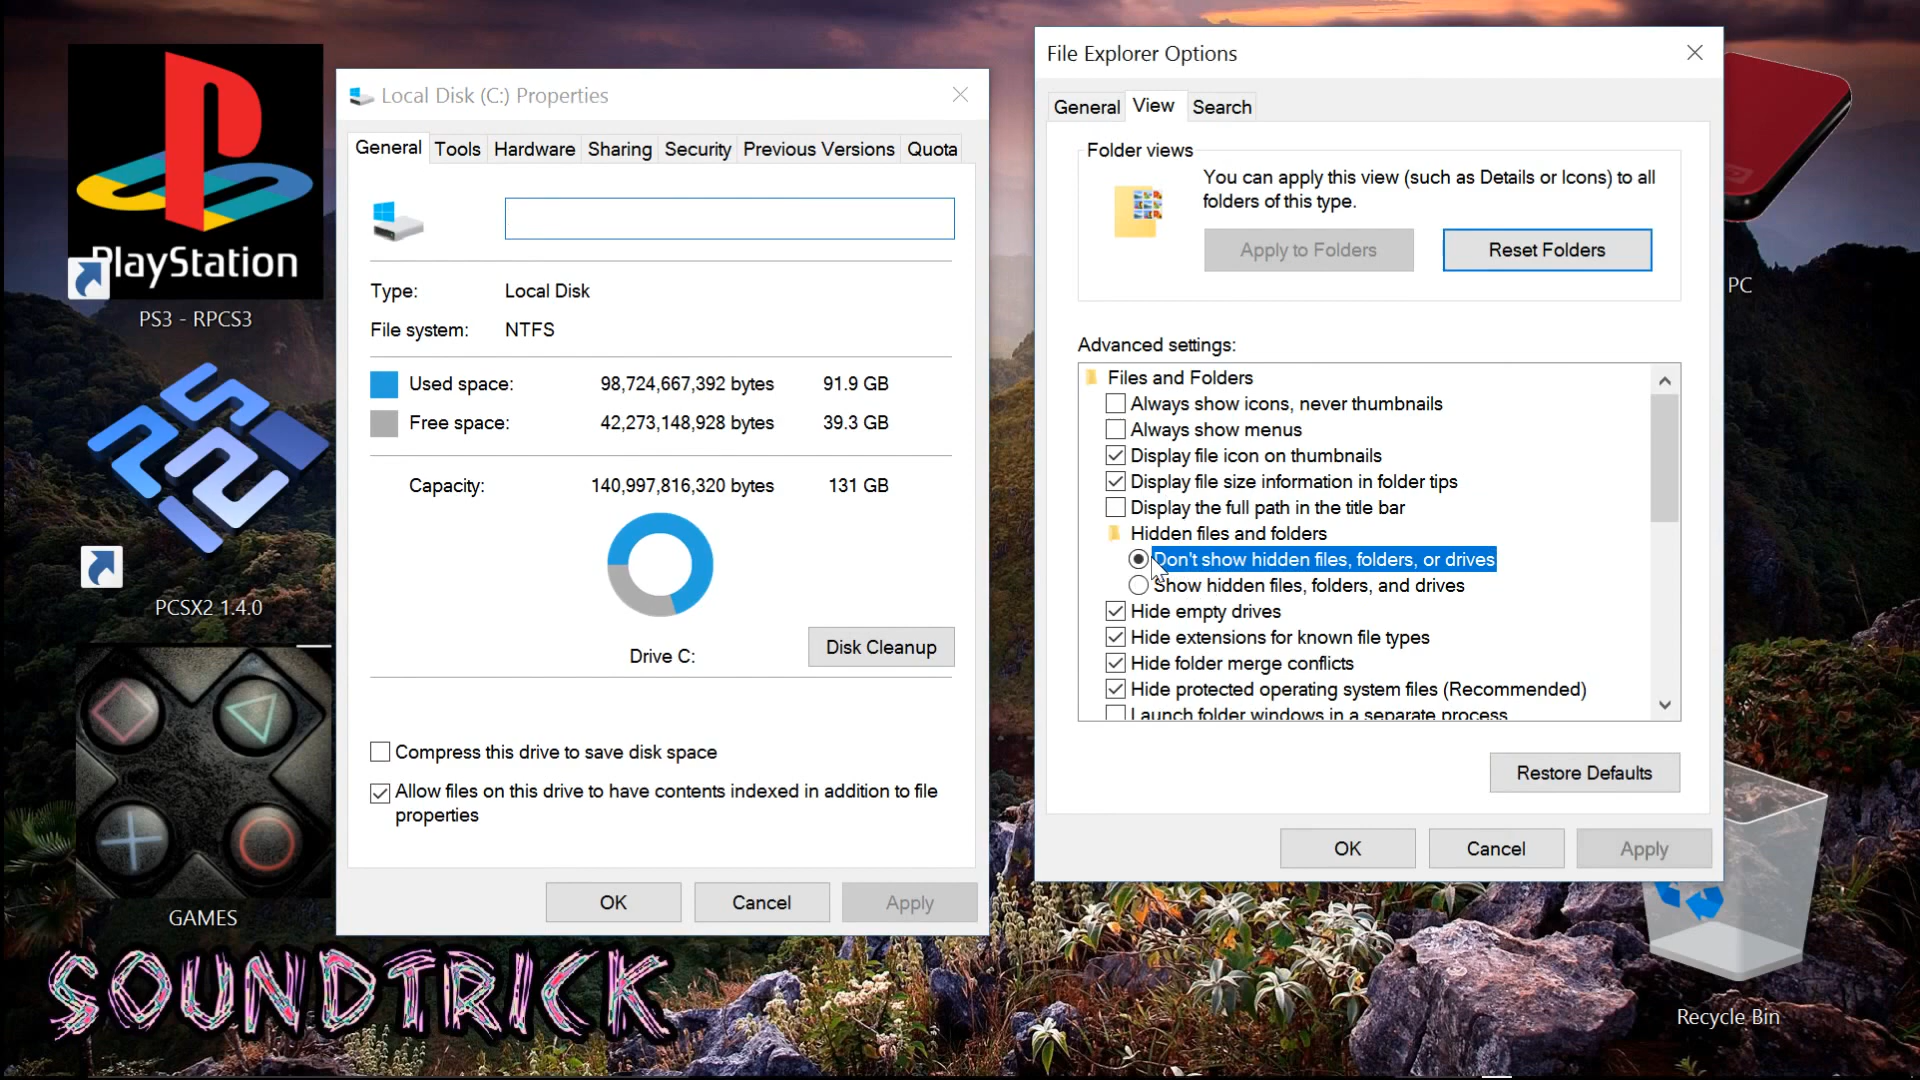 PlayStation
PS3 - RPCS3
PCSX2 1.4.0
GAMES
SOUNDTRICK
Local Disk (C:) Properties
General Tools Hardware Sharing Security Previous Versions Quota
Type: Local Disk
File system: NTFS
Used space: 98,724,667,392 bytes 91.9 GB
Free space: 42,273,148,928 bytes 39.3 GB
Capacity: 140,997,816,320 bytes 131 GB
Drive C:
Disk Cleanup
Compress this drive to save disk space
Allow files on this drive to have contents indexed in addition to file
properties
OK Cancel Apply
File Explorer Options
General View Search
Folder views
You can apply this view (such as Details or Icons) to all
folders of this type.
Apply to Folders Reset Folders
Advanced settings:
Files and Folders
Always show icons, never thumbnails
Always show menus
Display file icon on thumbnails
Display file size information in folder tips
Display the full path in the title bar
Hidden files and folders
Don't show hidden files, folders, or drives
Show hidden files, folders, and drives
Hide empty drives
Hide extensions for known file types
Hide folder merge conflicts
Hide protected operating system files (Recommended)
Launch folder windows in a separate process
Restore Defaults
OK Cancel Apply
PC
Recycle Bin